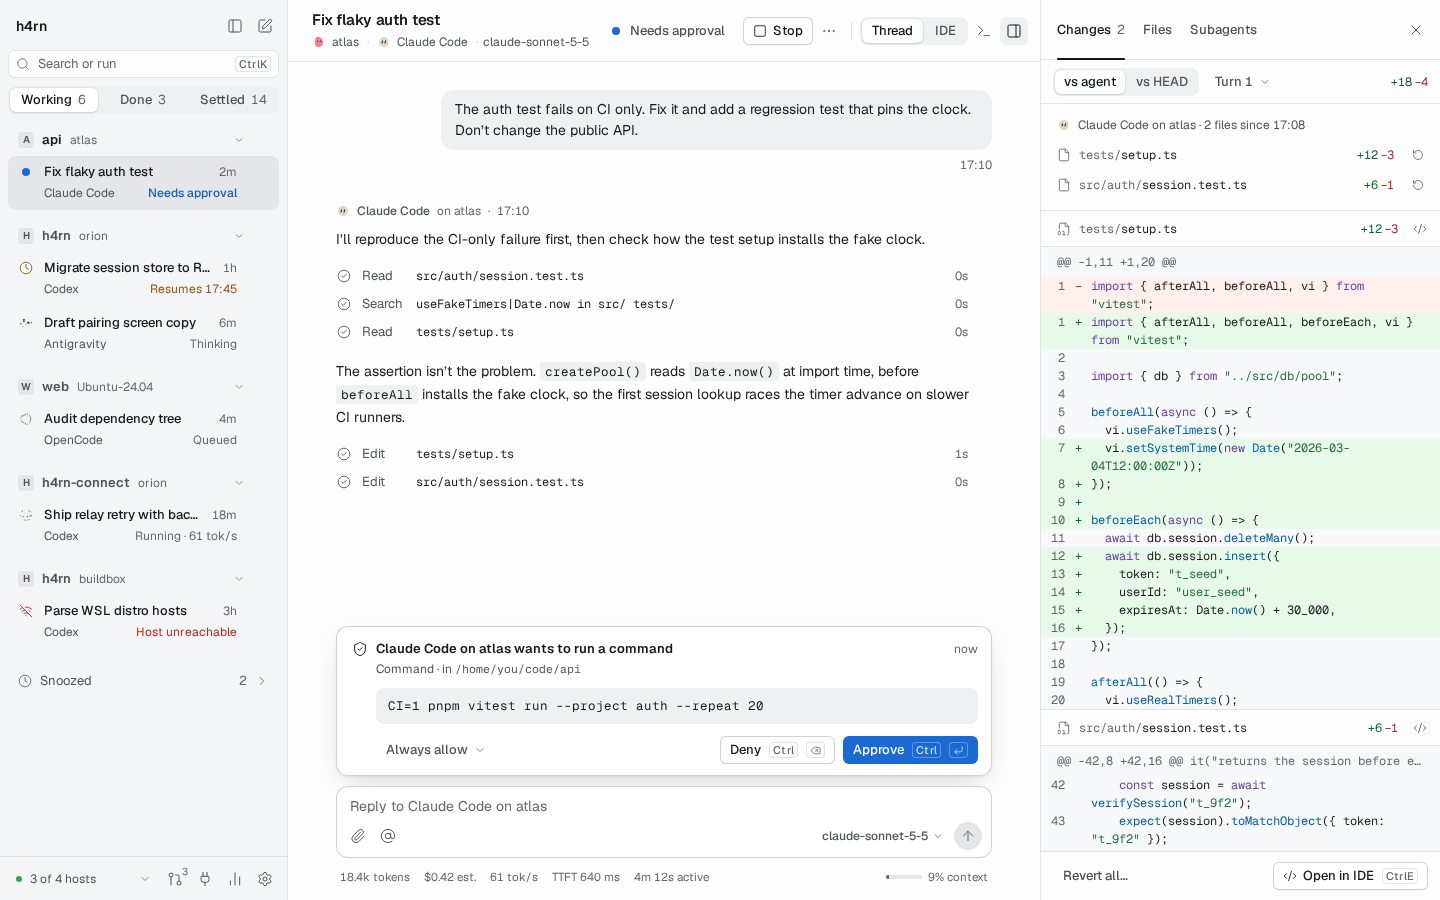 h4rn
Search or run CtrlK
Working 6 Done 3 Settled 14
A api atlas
Fix flaky auth test 2m
Claude Code Needs approval
H h4rn orion
Migrate session store to R... 1h
Codex Resumes 17:45
Draft pairing screen copy 6m
Antigravity Thinking
W web Ubuntu-24.04
Audit dependency tree 4m
OpenCode Queued
H h4rn-connect orion
Ship relay retry with bac... 18m
Codex Running · 61 tok/s
H h4rn buildbox
Parse WSL distro hosts 3h
Codex Host unreachable
Snoozed 2
3 of 4 hosts 3
Fix flaky auth test
atlas · Claude Code · claude-sonnet-5-5
Needs approval Stop Thread IDE
The auth test fails on CI only. Fix it and add a regression test that pins the clock.
Don't change the public API.
17:10
Claude Code on atlas · 17:10
I'll reproduce the CI-only failure first, then check how the test setup installs the fake clock.
Read src/auth/session.test.ts 0s
Search useFakeTimers|Date.now in src/ tests/ 0s
Read tests/setup.ts 0s
The assertion isn't the problem. createPool() reads Date.now() at import time, before
beforeAll installs the fake clock, so the first session lookup races the timer advance on slower
CI runners.
Edit tests/setup.ts 1s
Edit src/auth/session.test.ts 0s
Claude Code on atlas wants to run a command now
Command · in /home/you/code/api
CI=1 pnpm vitest run --project auth --repeat 20
Always allow Deny Ctrl Approve Ctrl
Reply to Claude Code on atlas
claude-sonnet-5-5
18.4k tokens $0.42 est. 61 tok/s TTFT 640 ms 4m 12s active 9% context
Changes 2 Files Subagents
vs agent vs HEAD Turn 1 +18 −4
Claude Code on atlas · 2 files since 17:08
tests/setup.ts +12 −3
src/auth/session.test.ts +6 −1
tests/setup.ts +12 −3
@@ -1,11 +1,20 @@
1 − import { afterAll, beforeAll, vi } from
"vitest";
1 + import { afterAll, beforeAll, beforeEach, vi }
from "vitest";
2
3 import { db } from "../src/db/pool";
4
5 beforeAll(async () => {
6 vi.useFakeTimers();
7 + vi.setSystemTime(new Date("2026-03-
04T12:00:00Z"));
8 + });
9 +
10 + beforeEach(async () => {
11 await db.session.deleteMany();
12 + await db.session.insert({
13 + token: "t_seed",
14 + userId: "user_seed",
15 + expiresAt: Date.now() + 30_000,
16 + });
17 });
18
19 afterAll(() => {
20 vi.useRealTimers();
src/auth/session.test.ts +6 −1
@@ -42,8 +42,16 @@ it("returns the session before e...
42 const session = await
verifySession("t_9f2");
43 expect(session).toMatchObject({ token:
"t_9f2" });
Revert all... Open in IDE CtrlE